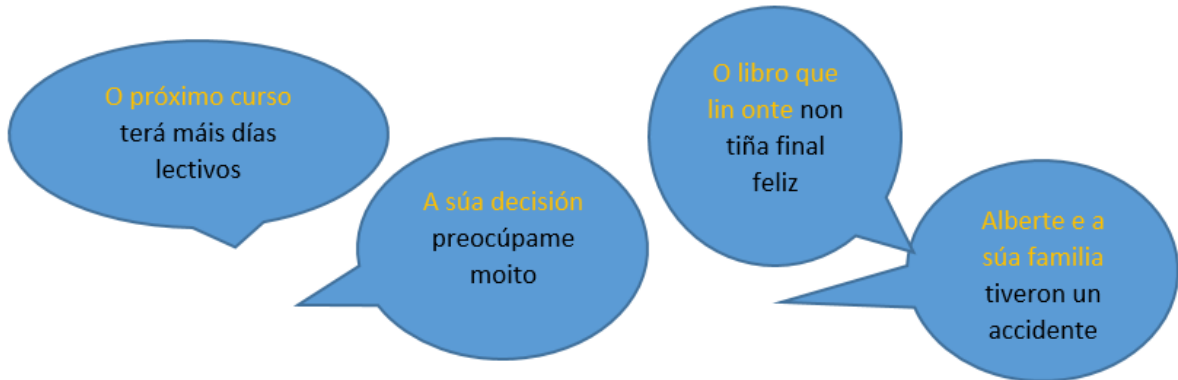 O próximo curso
terá máis días
lectivos
A súa decisión
preocúpame
moito
O libro que
lin onte non
tiña final
feliz
Alberte e a
súa familia
tiveron un
accidente